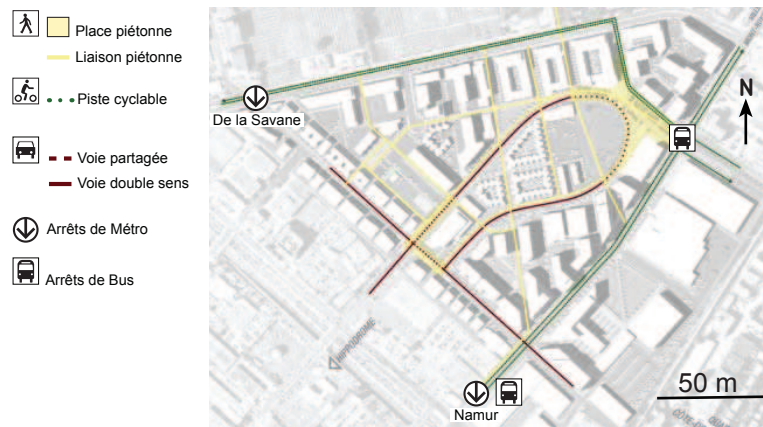 Place piétonne
Liaison piétonne
Piste cyclable
Voie partagée
Voie double sens
Arrêts de Métro
Arrêts de Bus
De la Savane
N
HIPPODROME
50 m
Namur